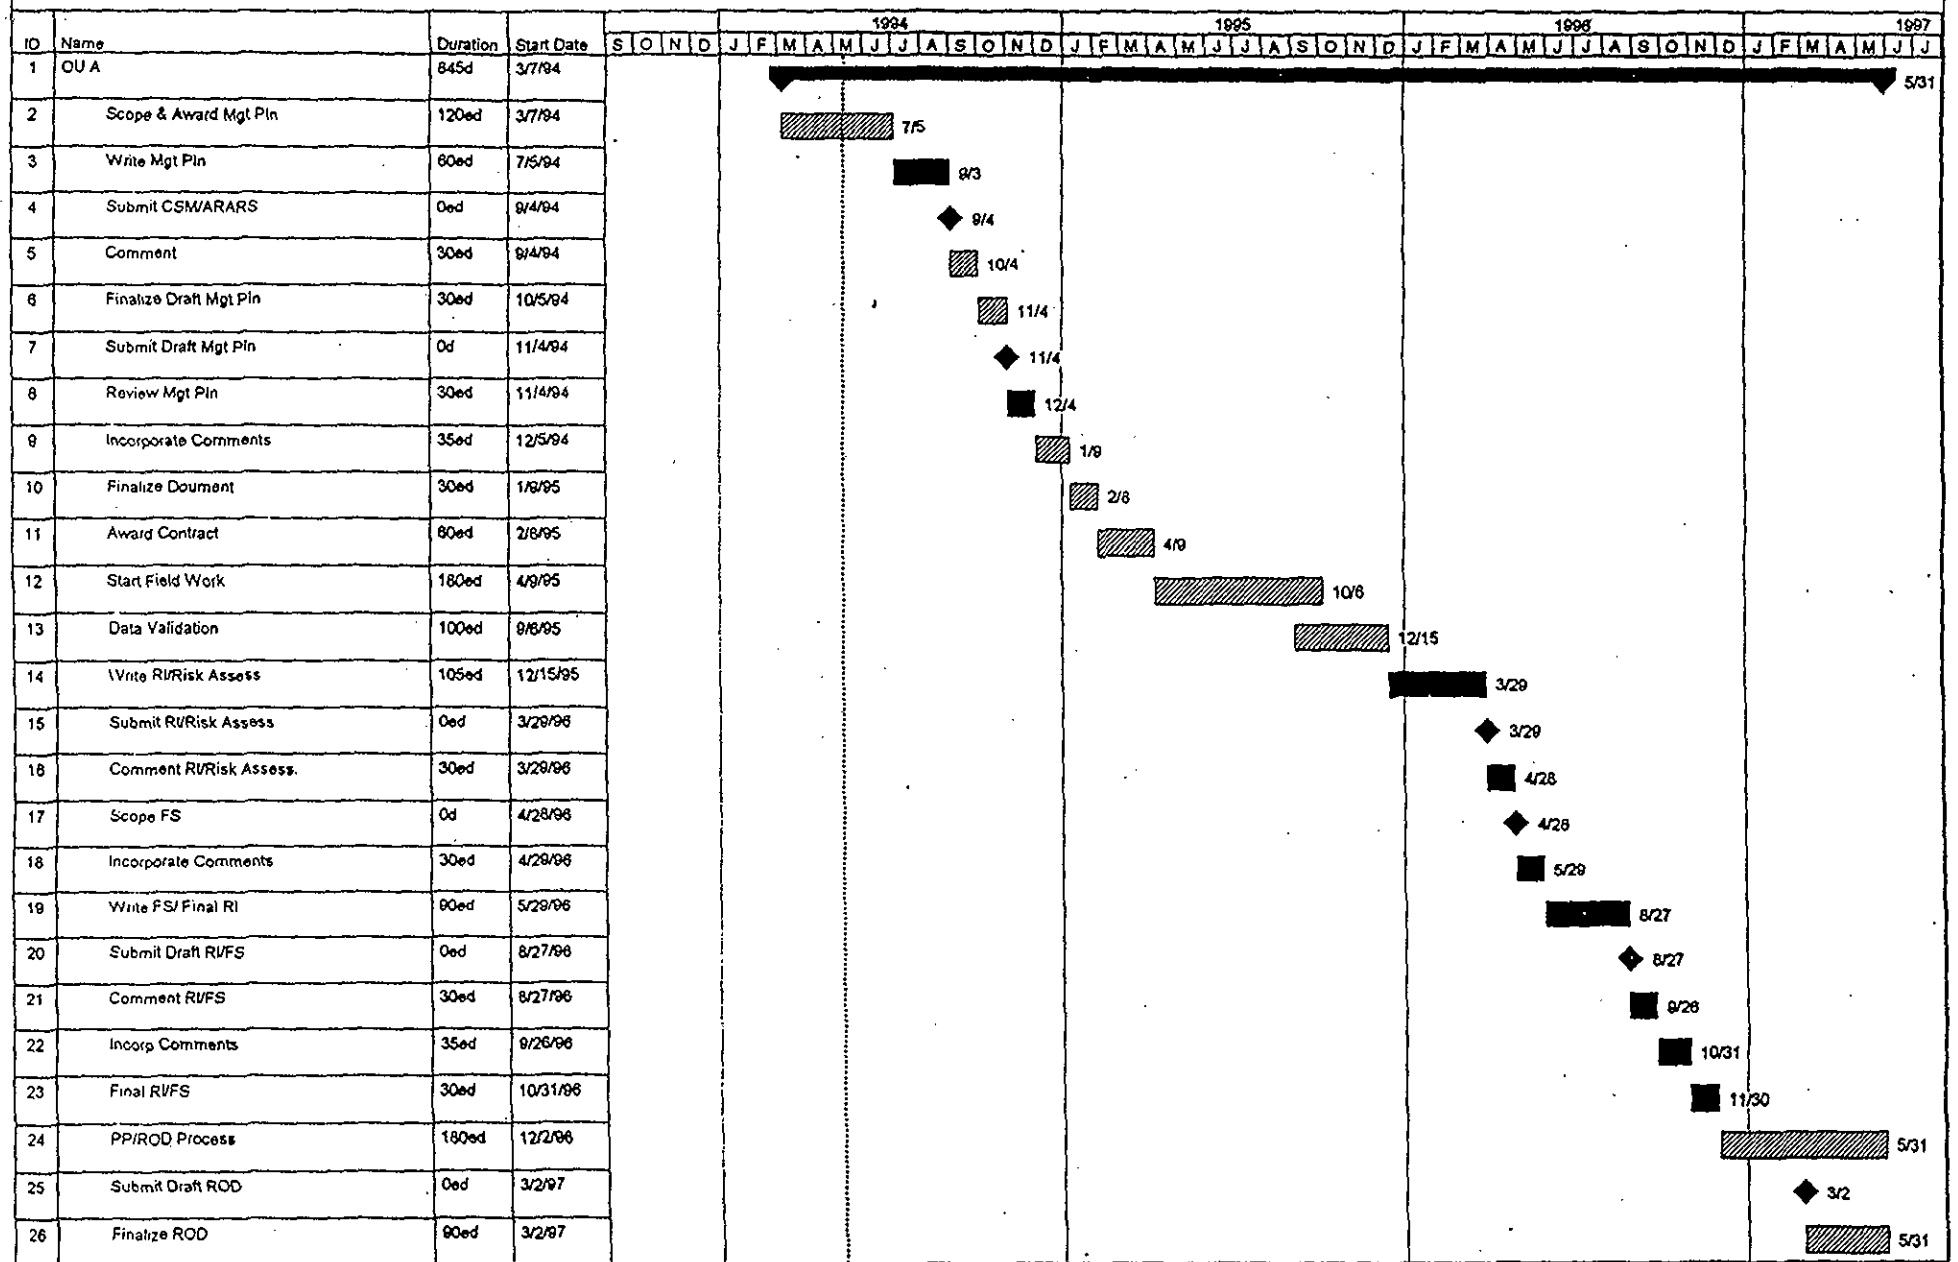 1994 1995 1996 1997
ID Name Duration Start Date S O N D J F M A M J J A S O N D J F M A M J J A S O N D J F M A M J J A S O N D J F M A M J J
1 OU A 845d 3/7/94 5/31
2 Scope & Award Mgt Pln 120ed 3/7/94 7/5
3 Write Mgt Pln 60ed 7/5/94 9/3
4 Submit CSM/ARARS 0ed 9/4/94 9/4
5 Comment 30ed 9/4/94 10/4
6 Finalize Draft Mgt Pln 30ed 10/5/94 11/4
7 Submit Draft Mgt Pln 0d 11/4/94 11/4
8 Review Mgt Pln 30ed 11/4/94 12/4
9 Incorporate Comments 35ed 12/5/94 1/9
10 Finalize Doument 30ed 1/9/95 2/8
11 Award Contract 60ed 2/8/95 4/9
12 Start Field Work 180ed 4/9/95 10/6
13 Data Validation 100ed 9/6/95 12/15
14 Write RI/Risk Assess 105ed 12/15/95 3/29
15 Submit RI/Risk Assess 0ed 3/29/96 3/29
16 Comment RI/Risk Assess. 30ed 3/29/96 4/28
17 Scope FS 0d 4/28/96 4/28
18 Incorporate Comments 30ed 4/29/96 5/29
19 Write FS/ Final RI 90ed 5/29/96 8/27
20 Submit Draft RI/FS 0ed 8/27/96 8/27
21 Comment RI/FS 30ed 8/27/96 9/26
22 Incorp Comments 35ed 9/26/96 10/31
23 Final RI/FS 30ed 10/31/96 11/30
24 PP/ROD Process 180ed 12/2/96 5/31
25 Submit Draft ROD 0ed 3/2/97 3/2
26 Finalize ROD 90ed 3/2/97 5/31